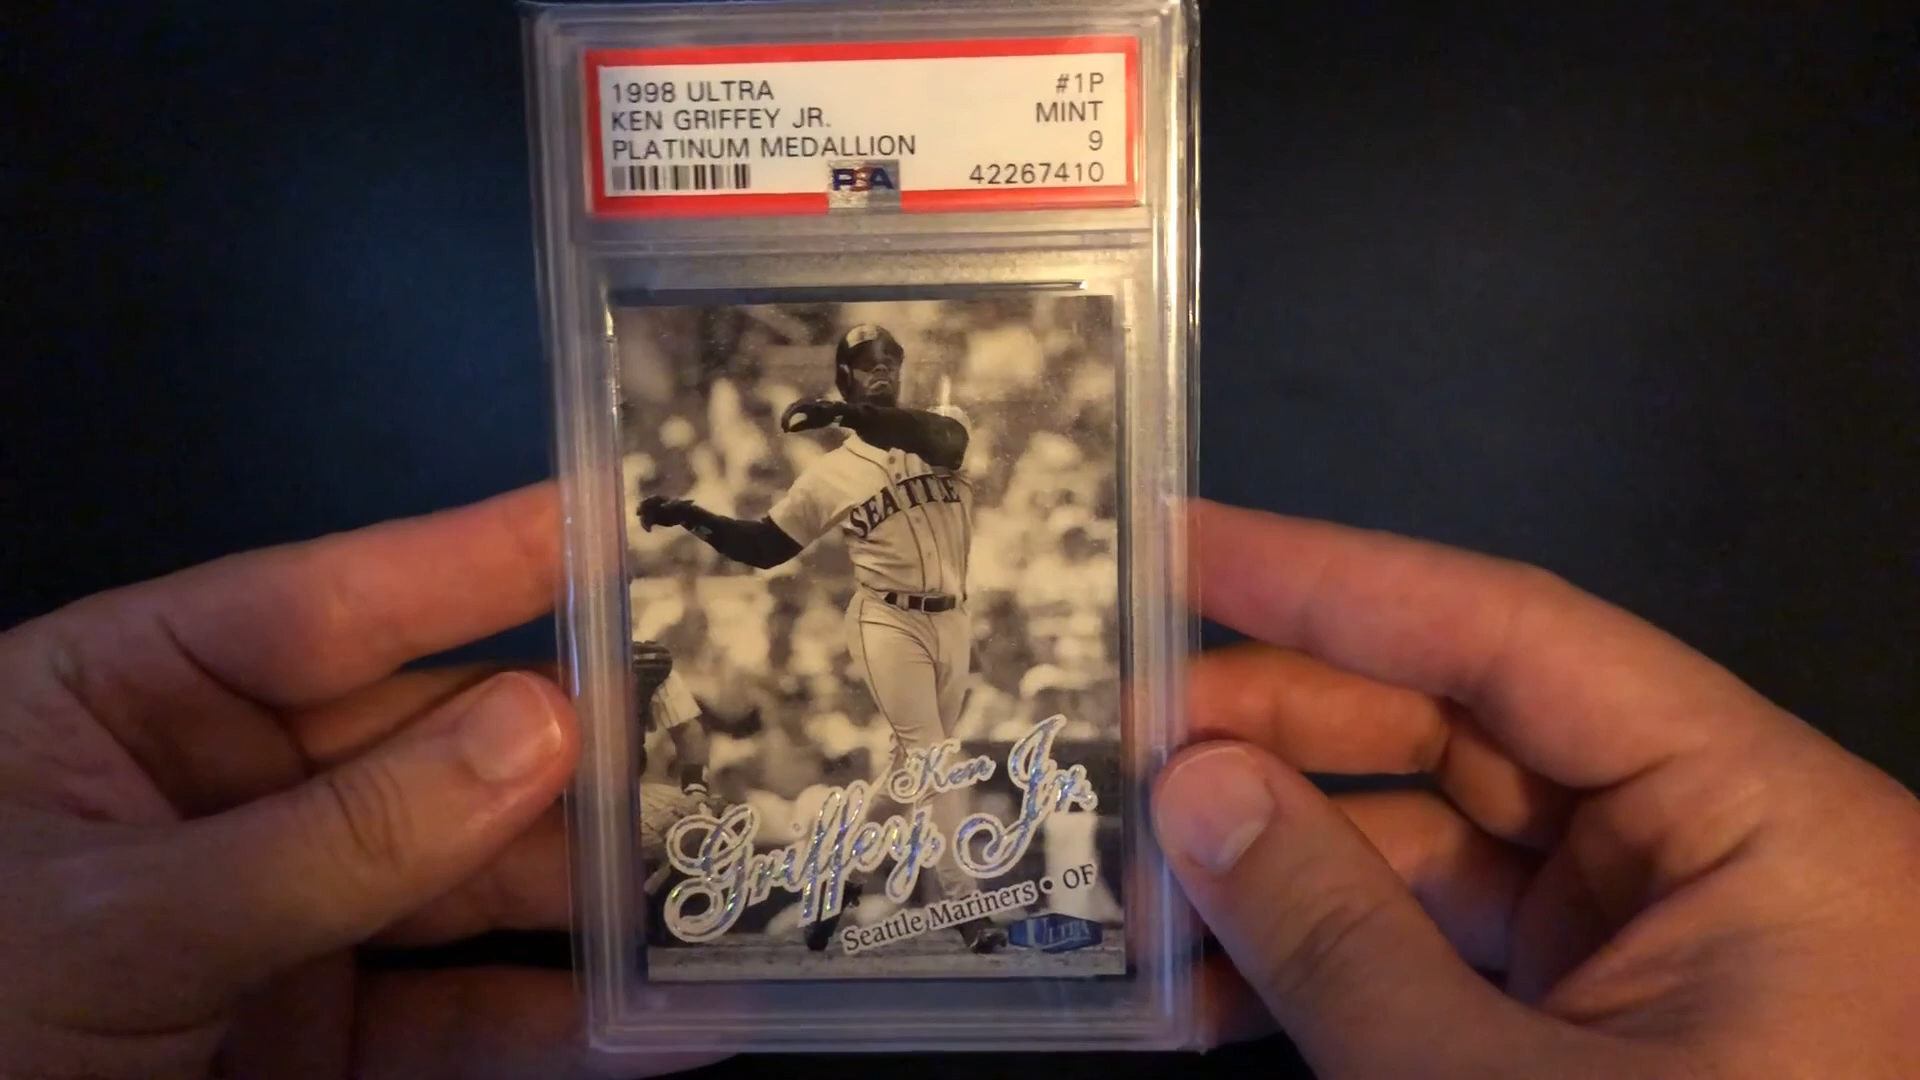 1998 ULTRA #1P
KEN GRIFFEY JR. MINT
PLATINUM MEDALLION 9
PSA 42267410
SEATTLE
Ken
Griffey, Jr.
Seattle Mariners • OF
ULTRA